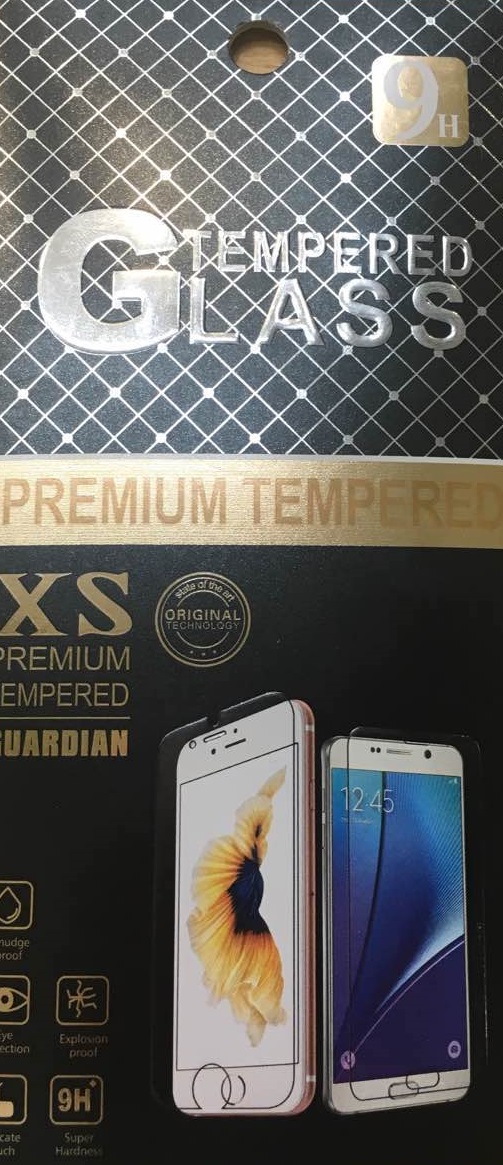 9H
TEMPERED
GLASS
PREMIUM TEMPERED
XS
PREMIUM
EMPERED
GUARDIAN
state of the art
ORIGINAL
TECHNOLOGY
12:45
mudge
roof
ye
ection
Explosion
proof
cate
uch
9H+
Super
Hardness